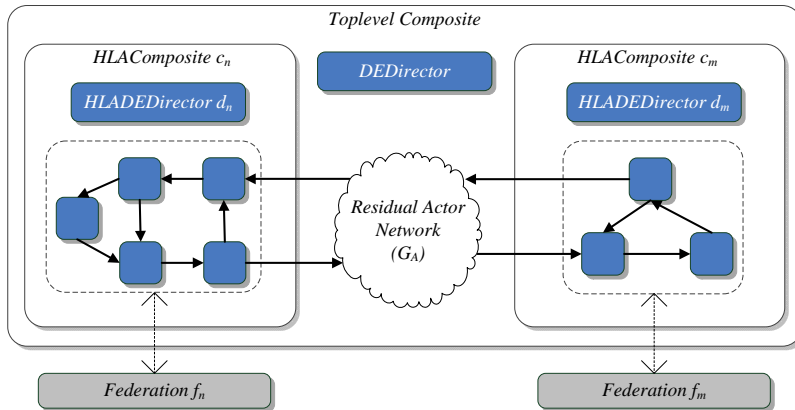 Toplevel Composite
HLAComposite cn
DEDirector
HLAComposite cm
HLADEDirector dn
HLADEDirector dm
Residual Actor
Network
(GA)
Federation fn
Federation fm